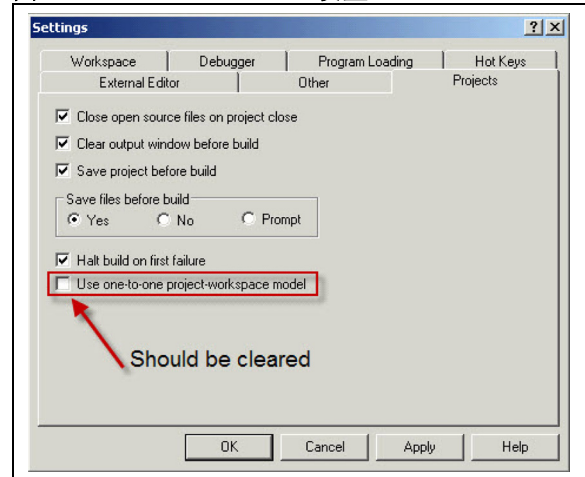 Settings
Workspace Debugger Program Loading Hot Keys
External Editor Other Projects
Close open source files on project close
Clear output window before build
Save project before build
Save files before build
Yes No Prompt
Halt build on first failure
Use one-to-one project-workspace model
Should be cleared
OK Cancel Apply Help